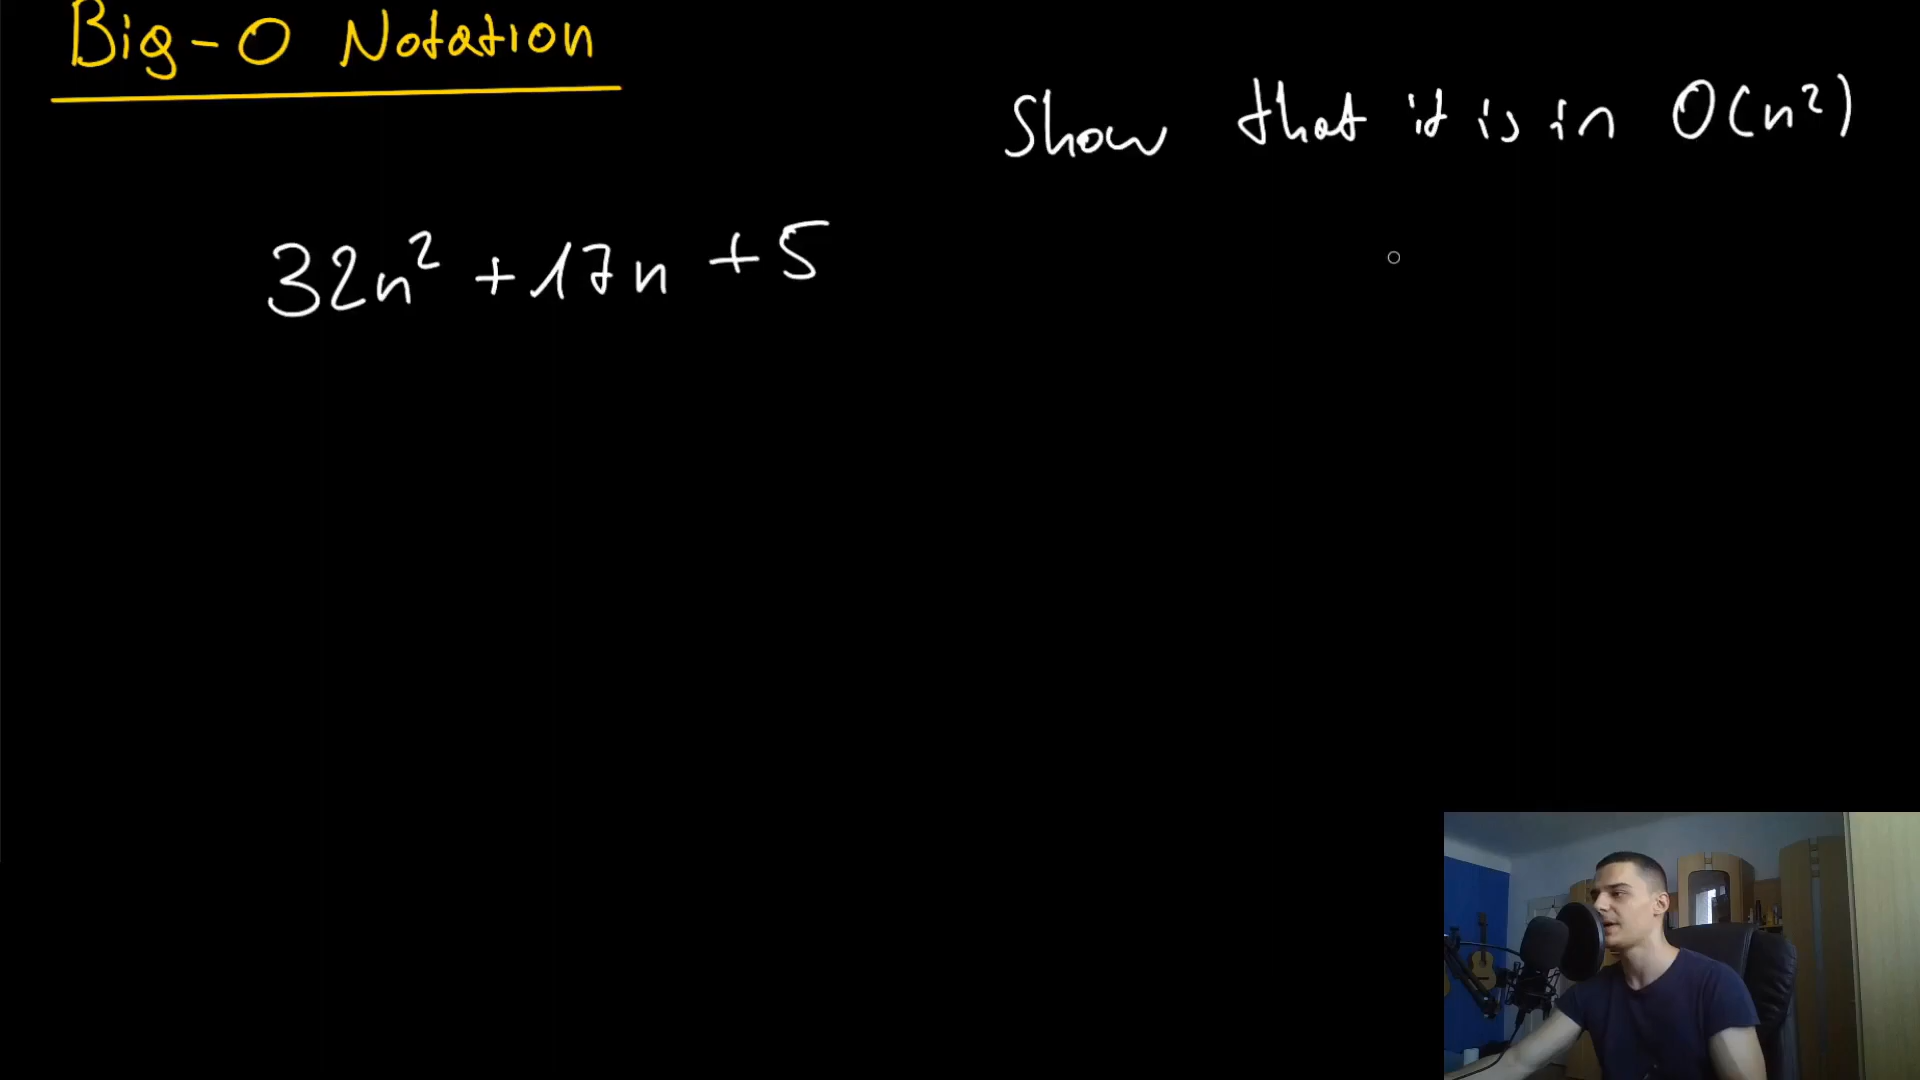 Big-O Notation
Show that it is in O(n²)
32n² + 17n + 5